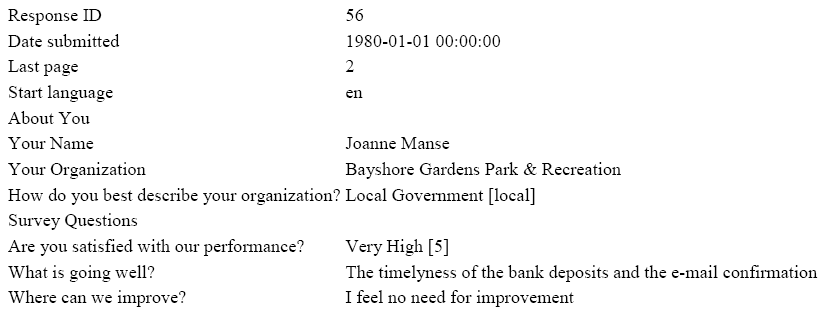 Response ID 56
Date submitted 1980-01-01 00:00:00
Last page 2
Start language en
About You
Your Name Joanne Manse
Your Organization Bayshore Gardens Park & Recreation
How do you best describe your organization? Local Government [local]
Survey Questions
Are you satisfied with our performance? Very High [5]
What is going well? The timelyness of the bank deposits and the e-mail confirmation
Where can we improve? I feel no need for improvement